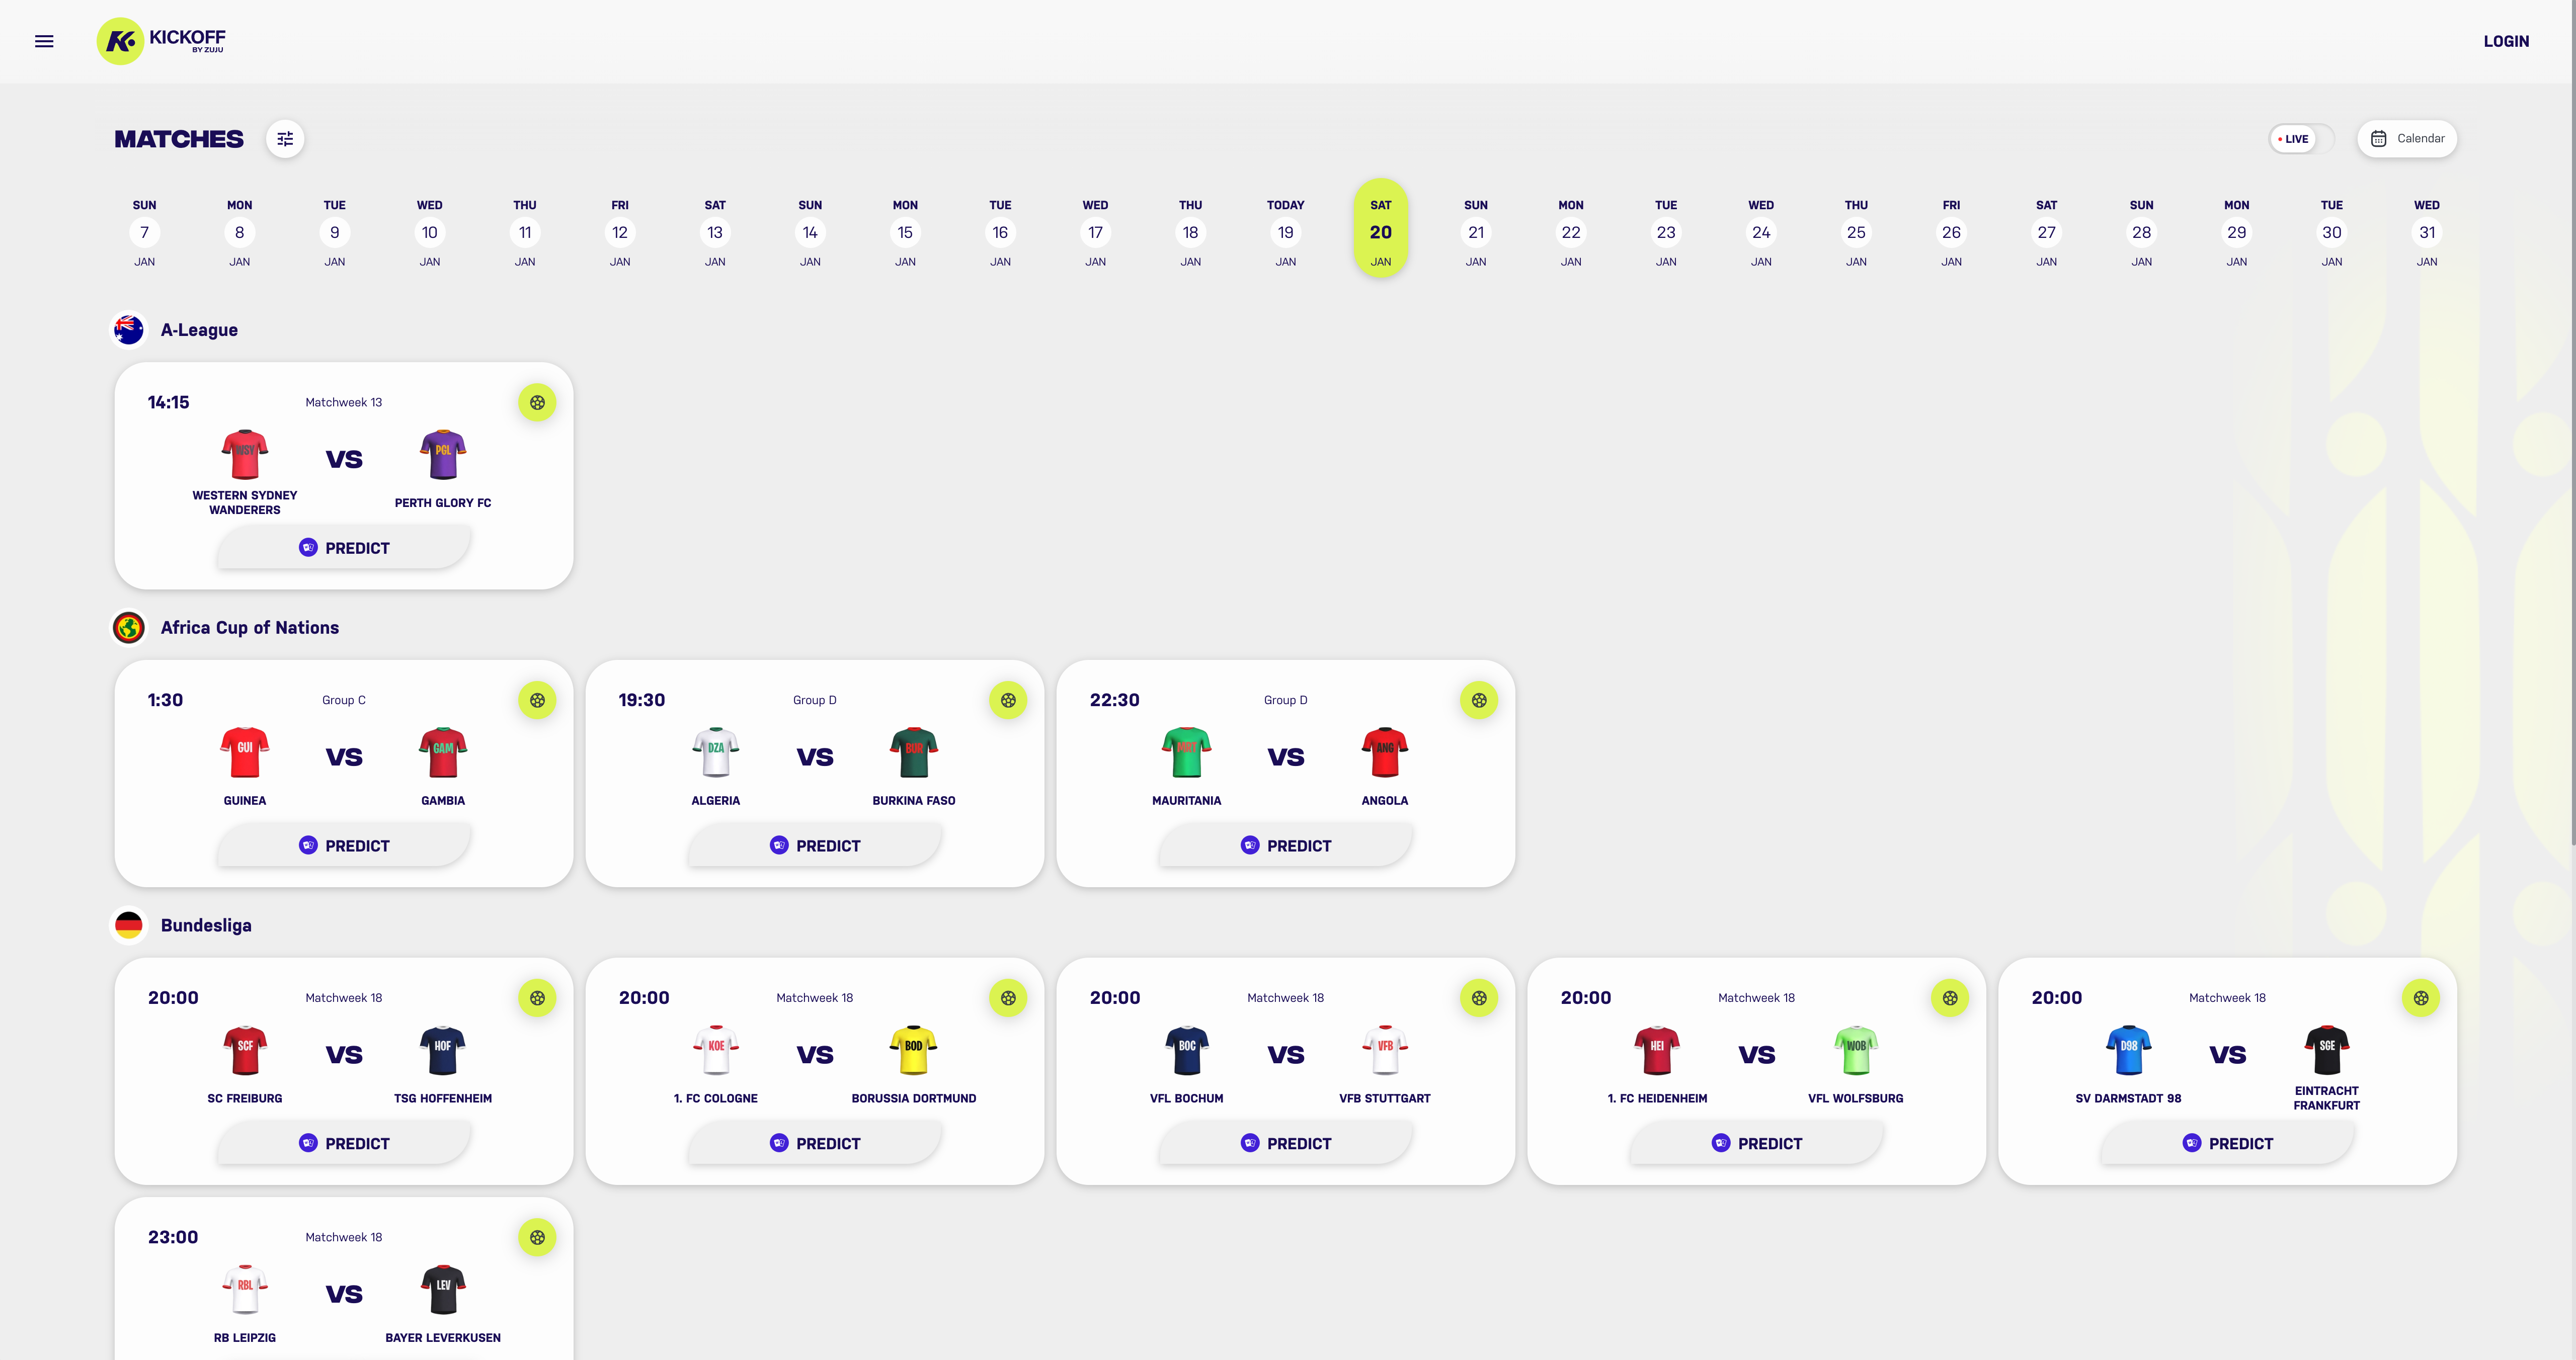 KICKOFF
BY ZUJU
LOGIN
MATCHES
LIVE
Calendar
SUN MON TUE WED THU FRI SAT SUN MON TUE WED THU TODAY SAT SUN MON TUE WED THU FRI SAT SUN MON TUE WED
7 8 9 10 11 12 13 14 15 16 17 18 19 20 21 22 23 24 25 26 27 28 29 30 31
JAN JAN JAN JAN JAN JAN JAN JAN JAN JAN JAN JAN JAN JAN JAN JAN JAN JAN JAN JAN JAN JAN JAN JAN JAN
A-League
14:15 Matchweek 13
WSY VS PGL
WESTERN SYDNEY
WANDERERS
PERTH GLORY FC
PREDICT
Africa Cup of Nations
1:30 Group C
GUI VS GAM
GUINEA GAMBIA
PREDICT
19:30 Group D
DZA VS BUR
ALGERIA BURKINA FASO
PREDICT
22:30 Group D
MRT VS ANG
MAURITANIA ANGOLA
PREDICT
Bundesliga
20:00 Matchweek 18
SCF VS HOF
SC FREIBURG TSG HOFFENHEIM
PREDICT
20:00 Matchweek 18
KOE VS BOD
1. FC COLOGNE BORUSSIA DORTMUND
PREDICT
20:00 Matchweek 18
BOC VS VFB
VFL BOCHUM VFB STUTTGART
PREDICT
20:00 Matchweek 18
HEI VS WOB
1. FC HEIDENHEIM VFL WOLFSBURG
PREDICT
20:00 Matchweek 18
D98 VS SGE
SV DARMSTADT 98
EINTRACHT
FRANKFURT
PREDICT
23:00 Matchweek 18
RBL VS LEV
RB LEIPZIG BAYER LEVERKUSEN